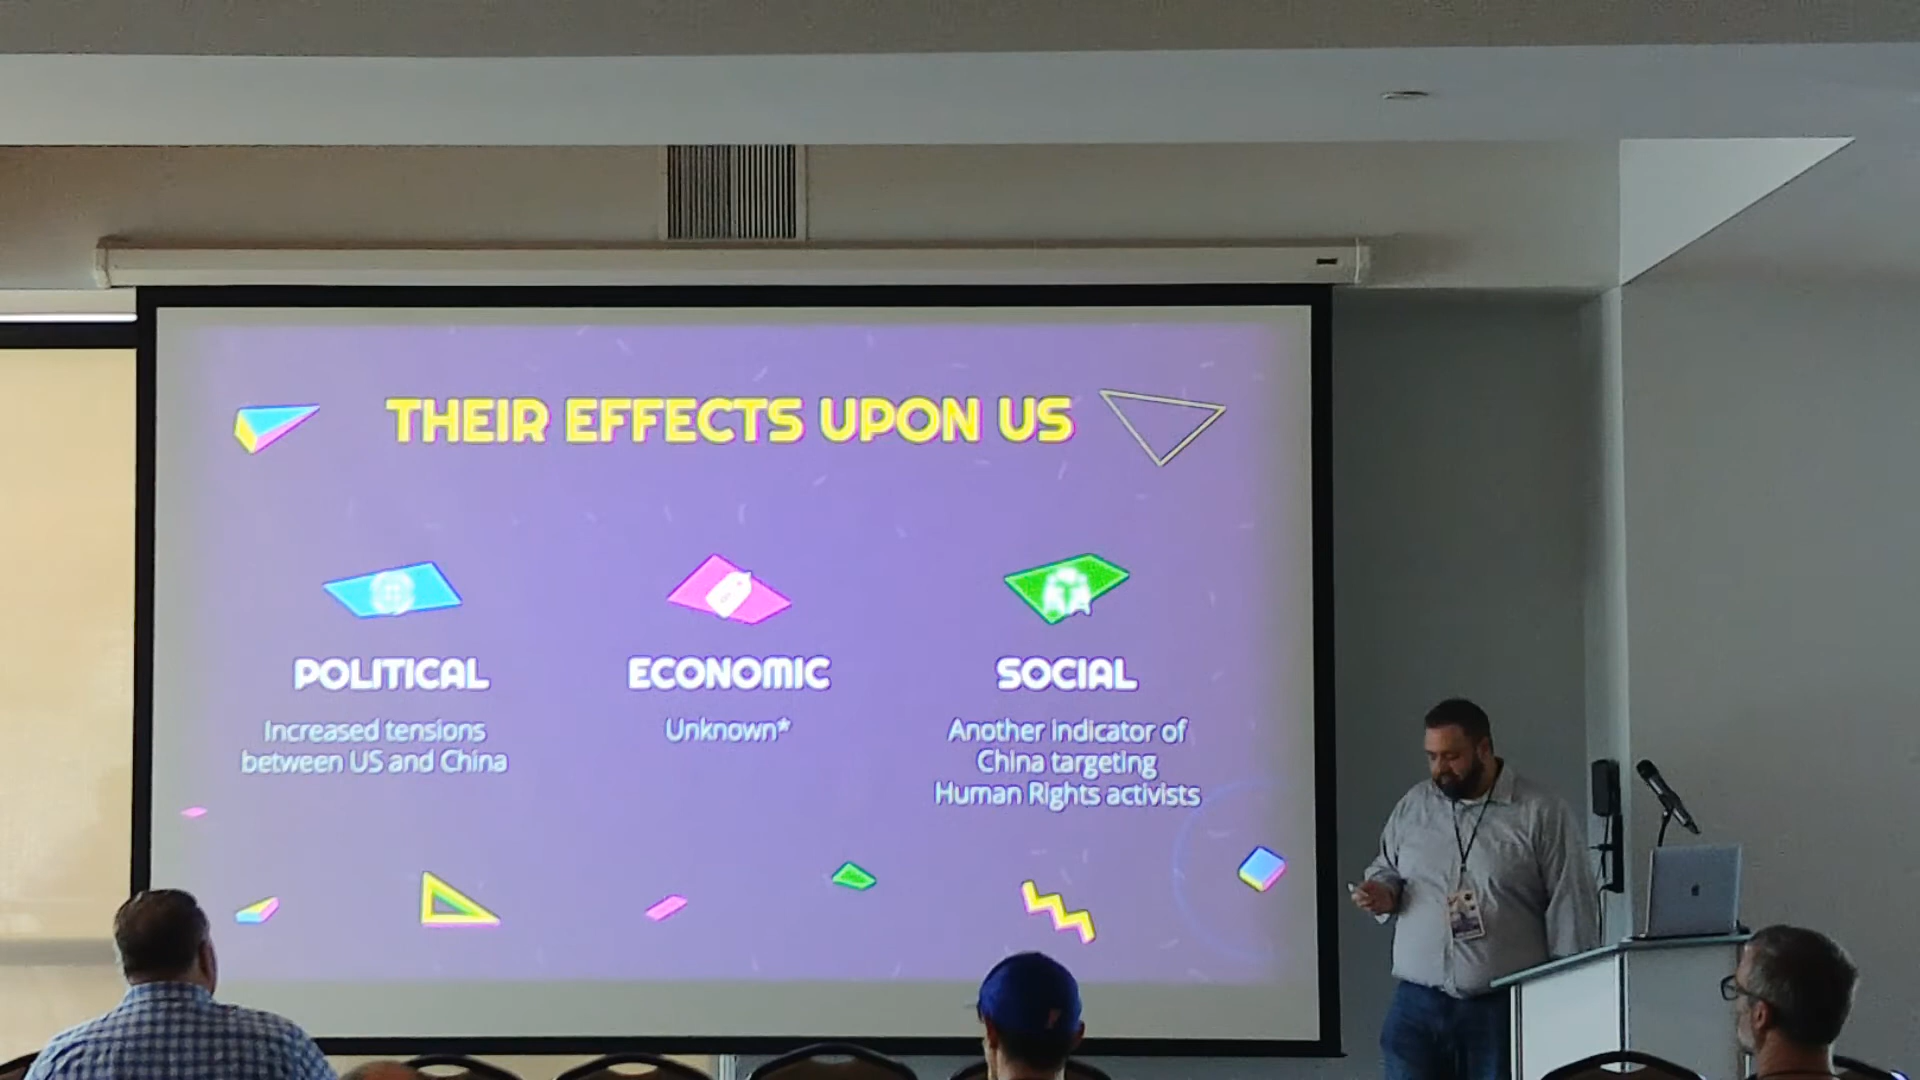 THEIR EFFECTS UPON US
POLITICAL
Increased tensions
between US and China
ECONOMIC
Unknown*
SOCIAL
Another indicator of
China targeting
Human Rights activists